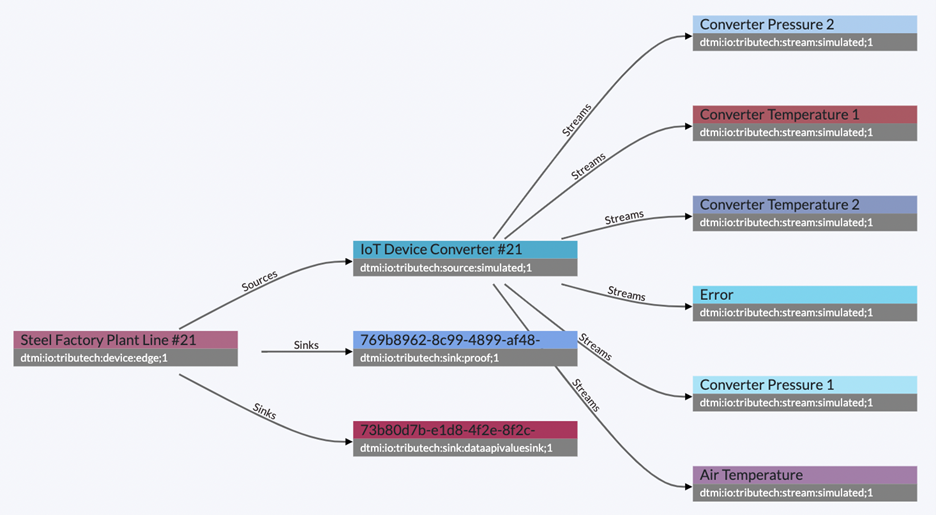 Converter Pressure 2
dtmi:io:tributech:stream:simulated;1
Streams
Converter Temperature 1
dtmi:io:tributech:stream:simulated;1
Streams
Converter Temperature 2
dtmi:io:tributech:stream:simulated;1
Streams
IoT Device Converter #21
dtmi:io:tributech:source:simulated;1
Sources
Streams
Error
dtmi:io:tributech:stream:simulated;1
Steel Factory Plant Line #21
dtmi:io:tributech:device:edge;1
Sinks
769b8962-8c99-4899-af48-
dtmi:io:tributech:sink:proof;1
Streams
Converter Pressure 1
dtmi:io:tributech:stream:simulated;1
Streams
Sinks
73b80d7b-e1d8-4f2e-8f2c-
dtmi:io:tributech:sink:dataapivaluesink;1
Air Temperature
dtmi:io:tributech:stream:simulated;1